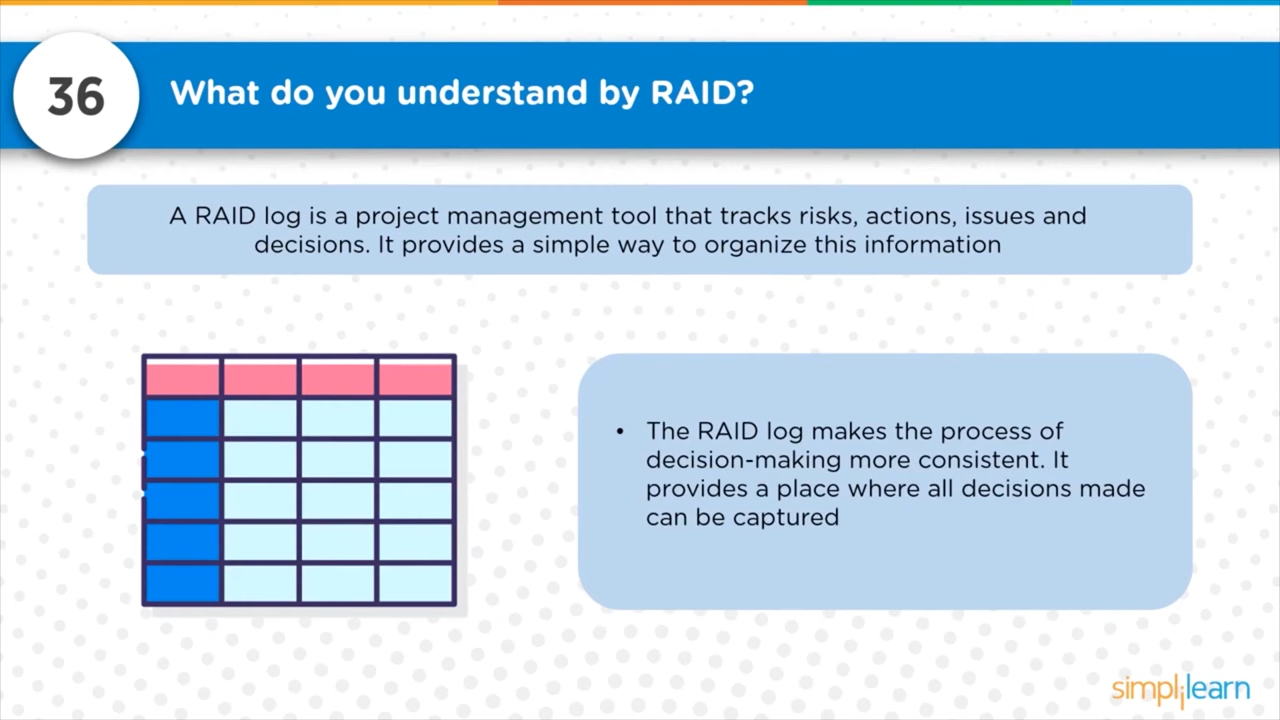 36
What do you understand by RAID?
A RAID log is a project management tool that tracks risks, actions, issues and
decisions. It provides a simple way to organize this information
• The RAID log makes the process of
decision-making more consistent. It
provides a place where all decisions made
can be captured
simplilearn